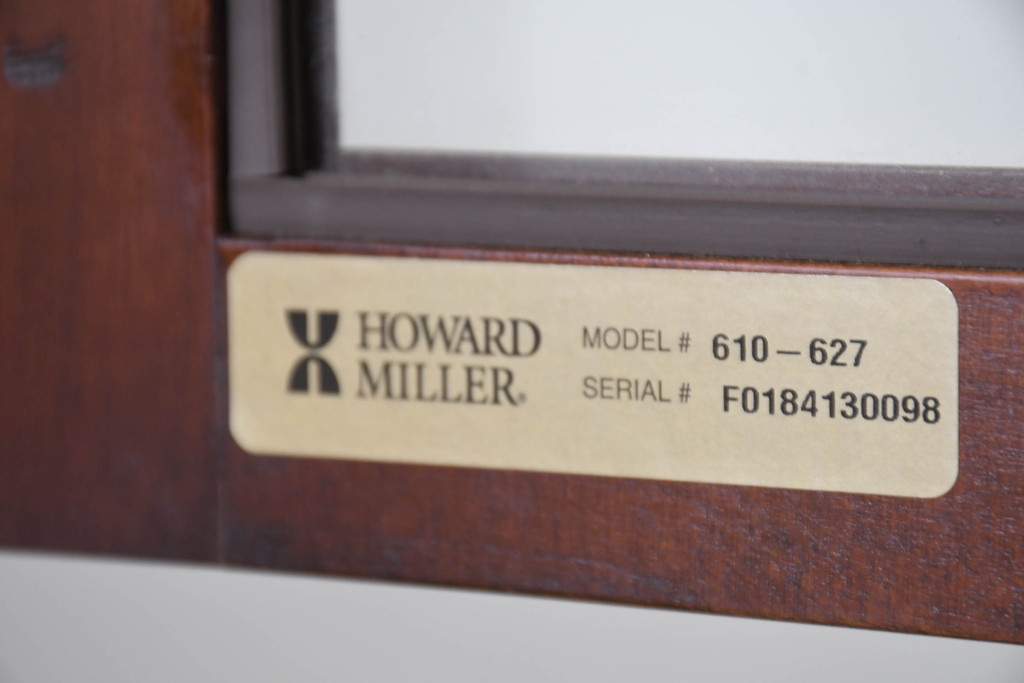 HOWARD
MILLER®
MODEL # 610–627
SERIAL # F0184130098